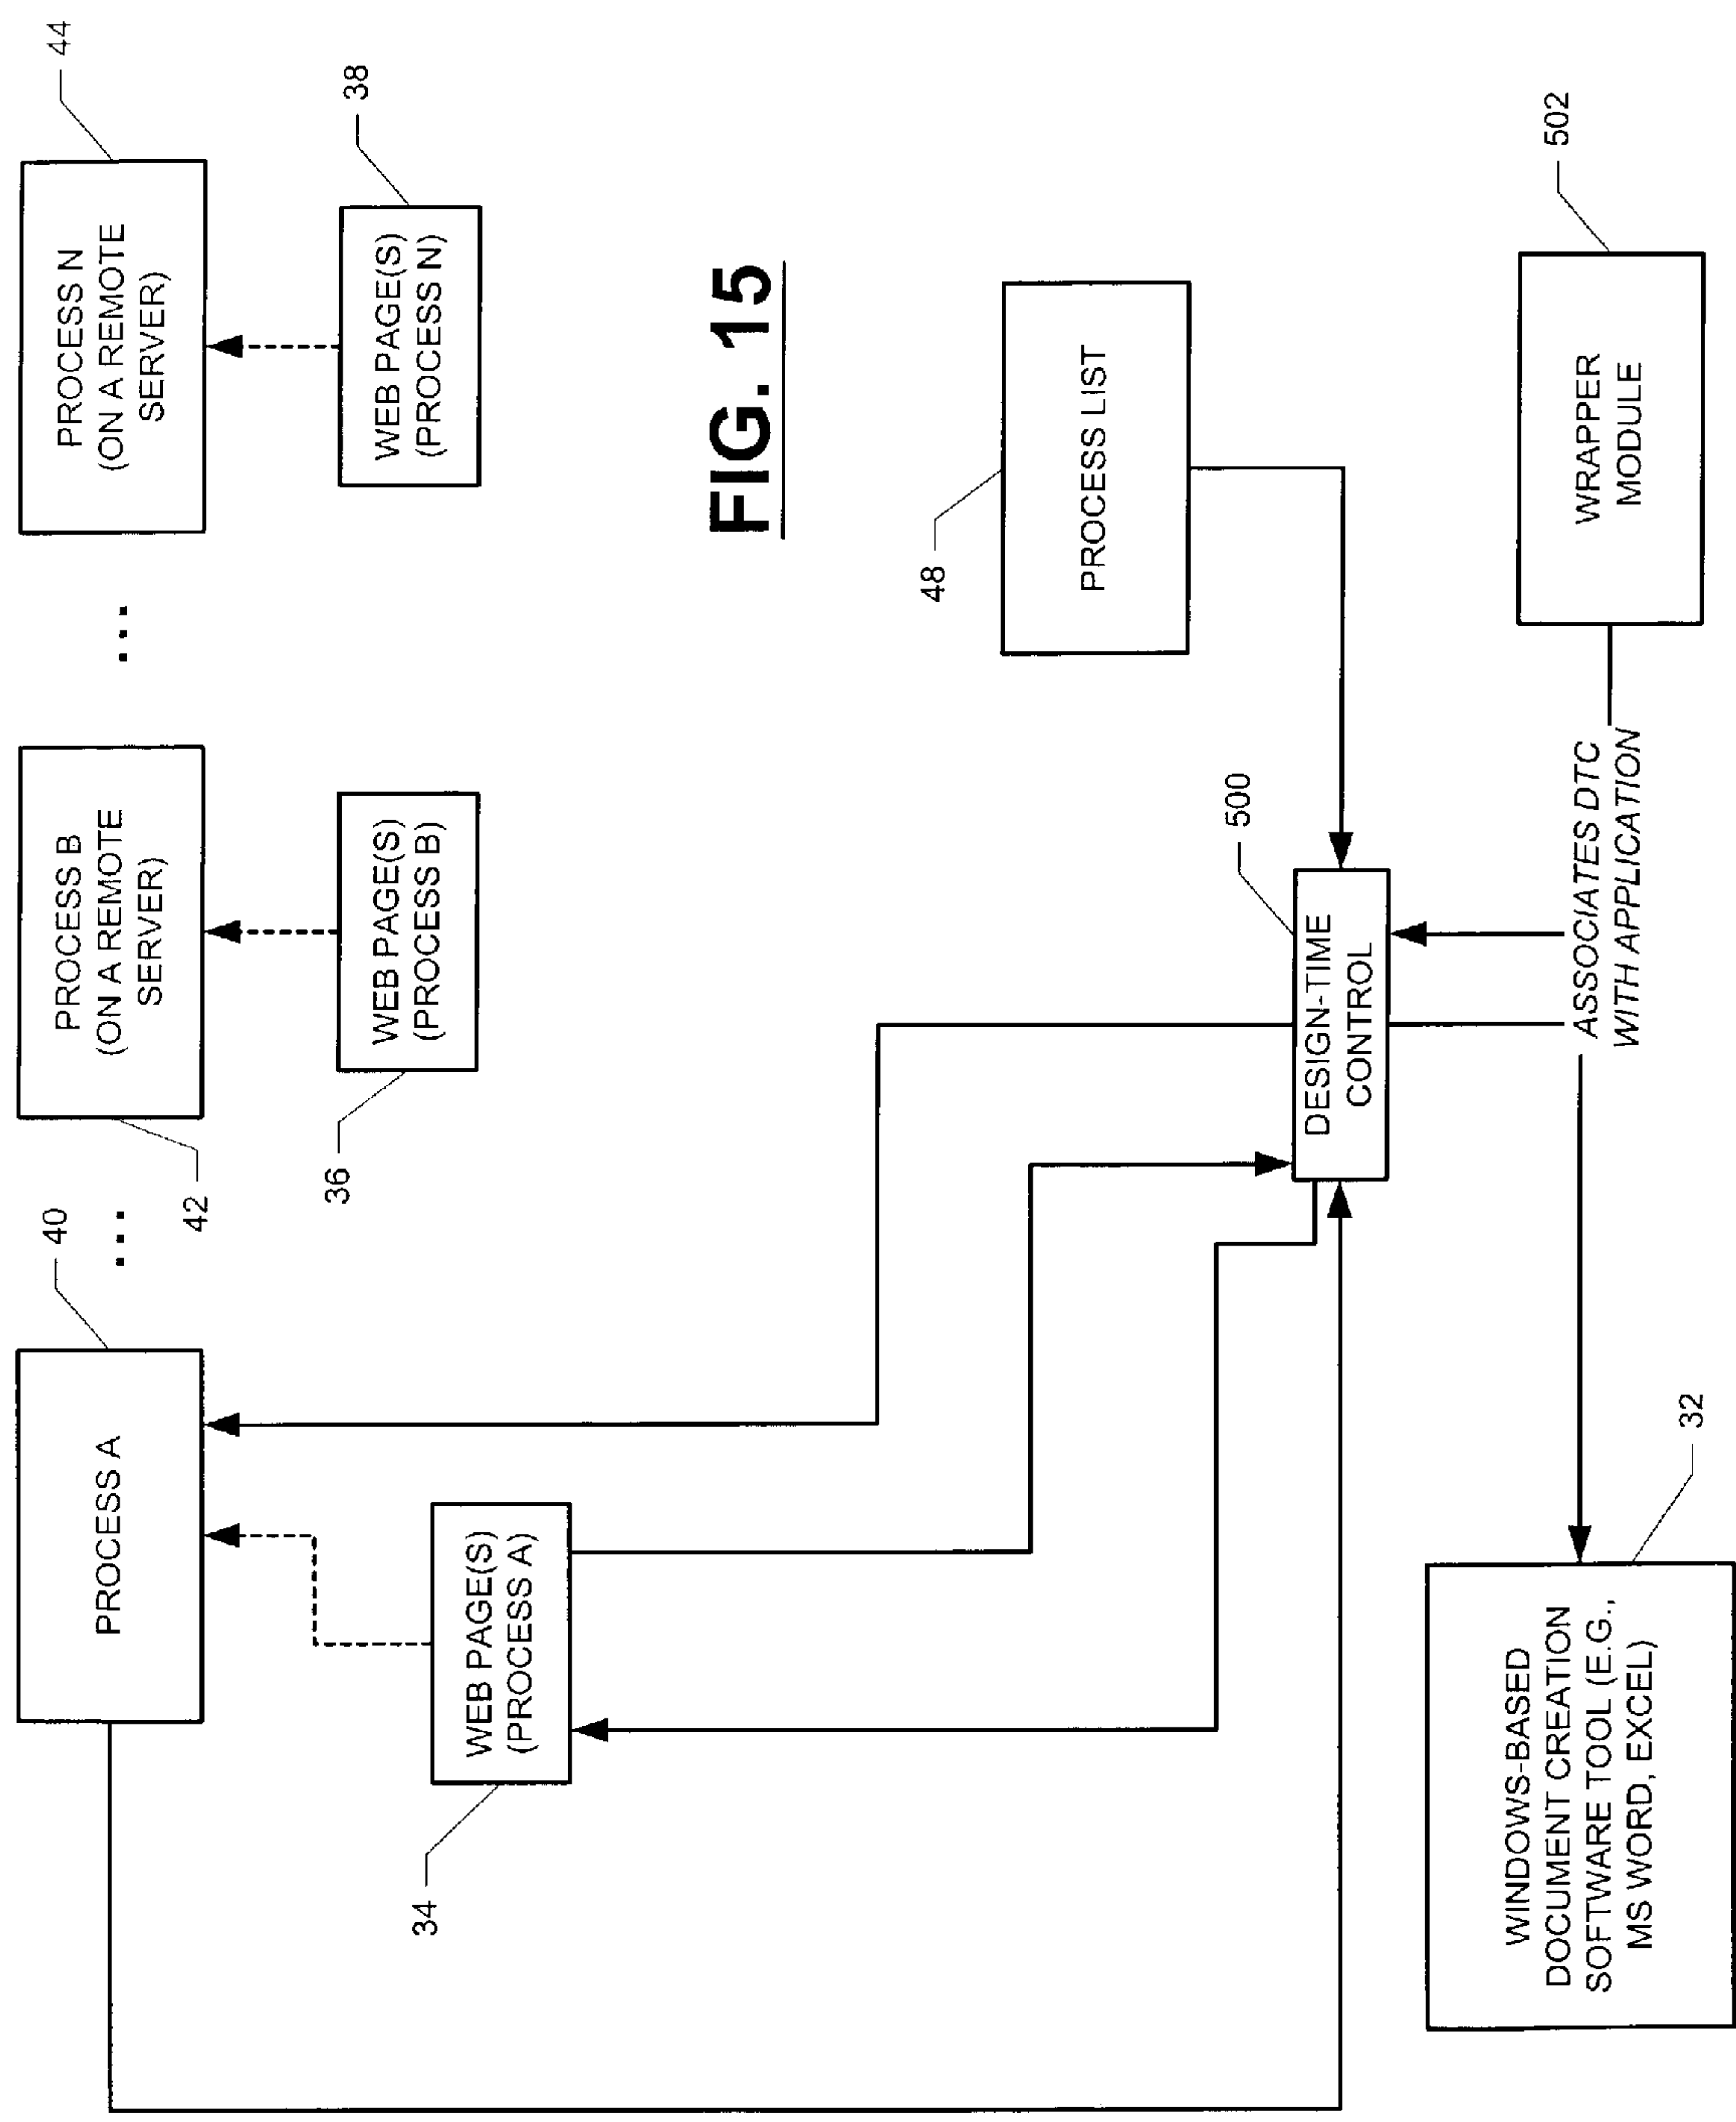 40
PROCESS A
...
42
PROCESS B
(ON A REMOTE
SERVER)
...
44
PROCESS N
(ON A REMOTE
SERVER)
34
WEB PAGE(S)
(PROCESS A)
36
WEB PAGE(S)
(PROCESS B)
38
WEB PAGE(S)
(PROCESS N)
FIG. 15
48
PROCESS LIST
500
DESIGN-TIME
CONTROL
32
WINDOWS-BASED
DOCUMENT CREATION
SOFTWARE TOOL (E.G.,
MS WORD, EXCEL)
ASSOCIATES DTC
WITH APPLICATION
502
WRAPPER
MODULE